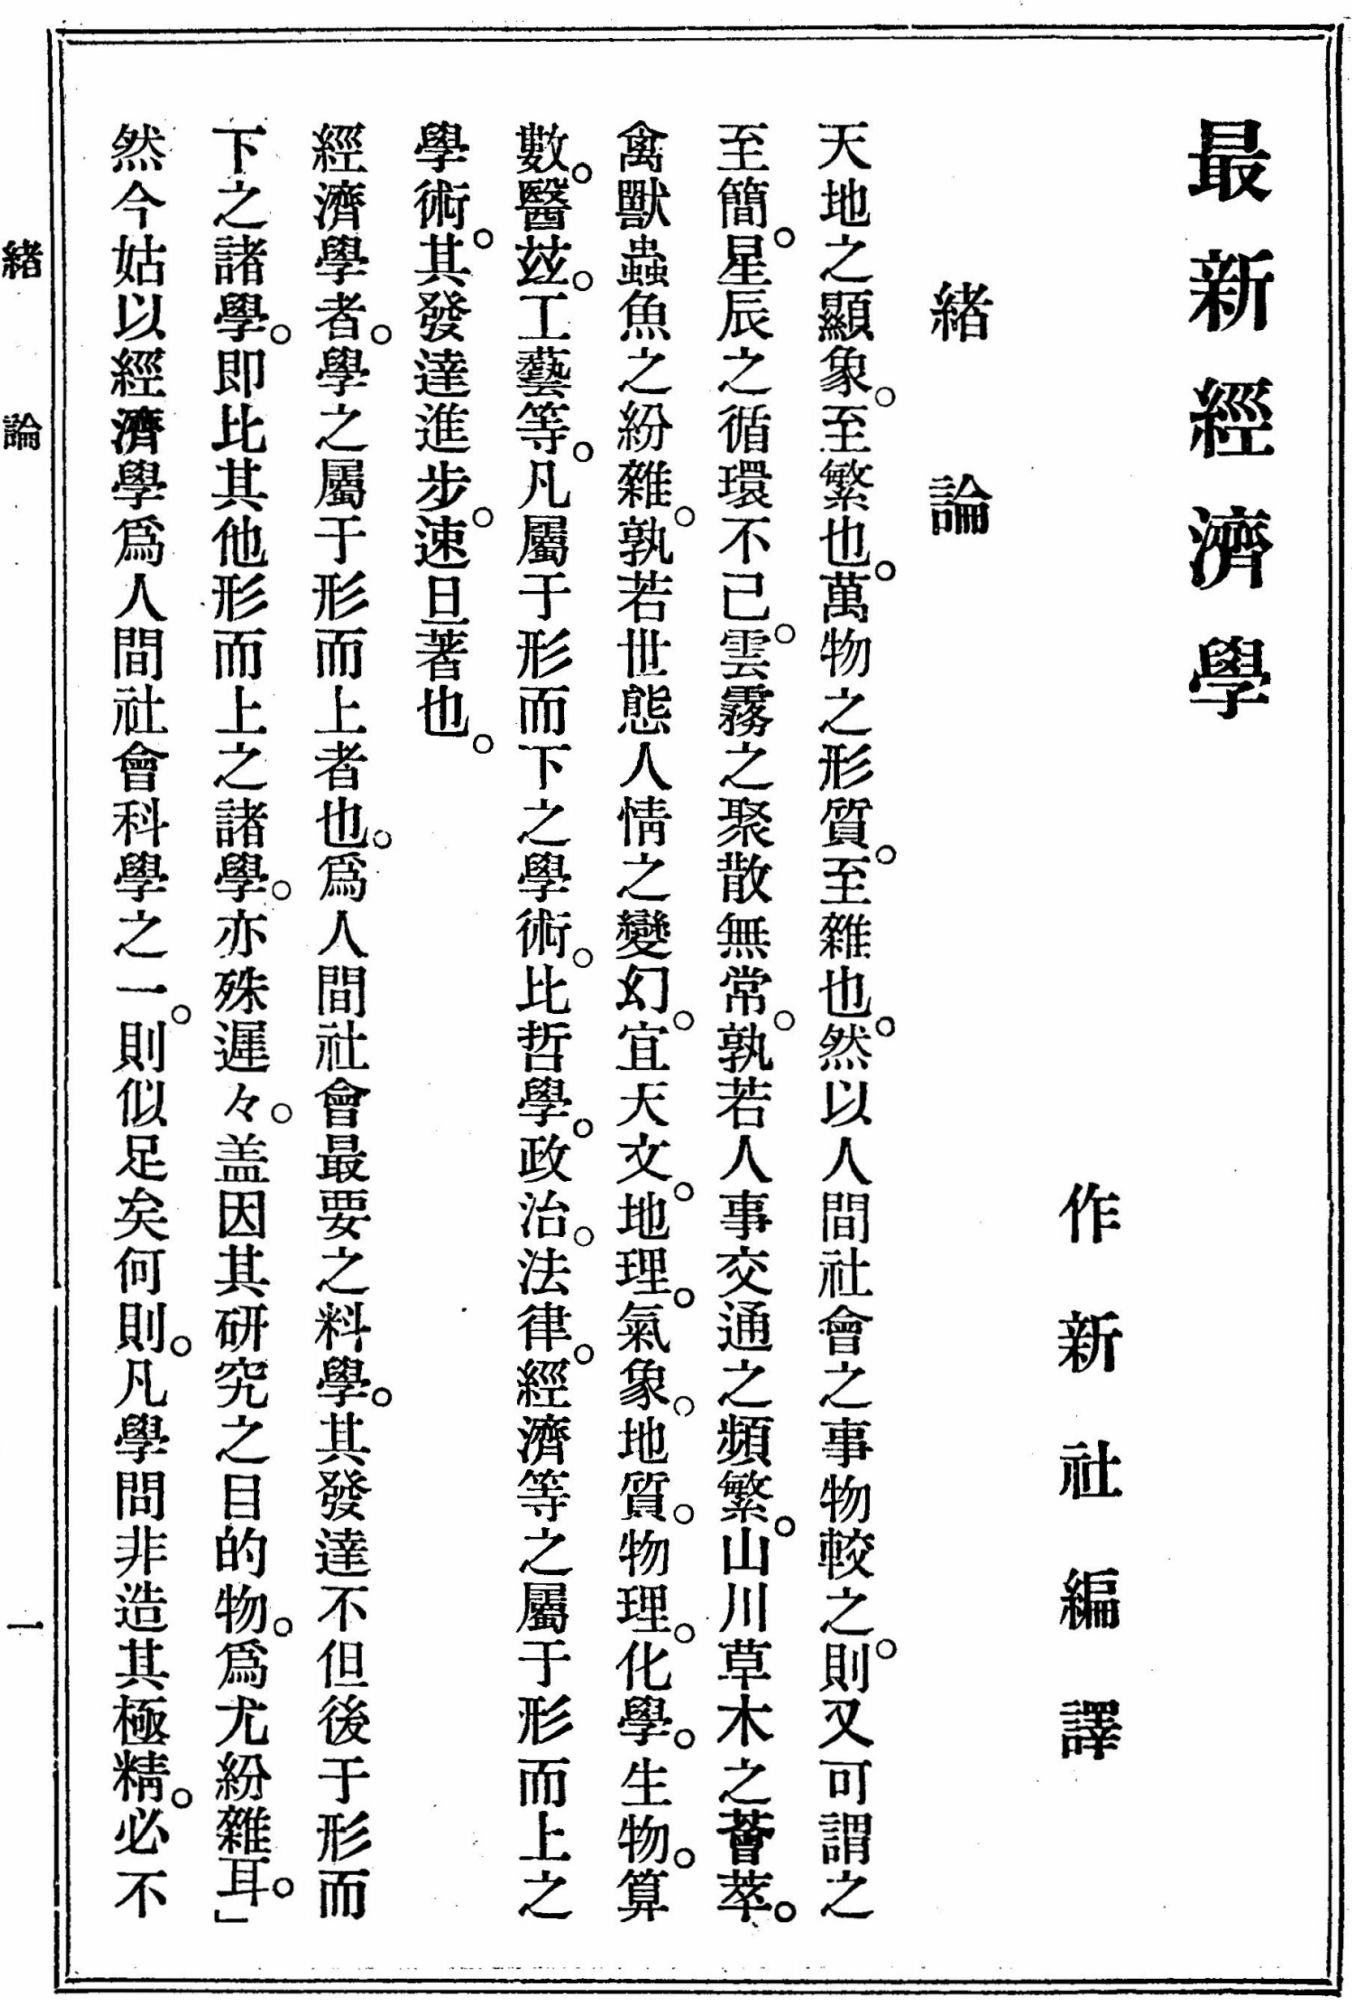 最新經濟學
作新社編譯
緒論
天地之顯象。至繁也。萬物之形質。至雜也。然以人間社會之事物較之。則又可謂之
至簡。星辰之循環不己。雲霧之聚散無常。孰若人事交通之頻繁。山川草木之薈萃。
禽獸蟲魚之紛雜。孰若世態人情之變幻。宜天文。地理。氣象。地質。物理。化學。生物。算
數。醫玆。工藝等。凡屬于形而下之學術。比哲學。政治。法律。經濟等之屬于形而上之
學術。其發達進步。速且著也。
經濟學者。學之屬于形而上者也。爲人間社會最要之料學。其發達不但後于形而
下之諸學。即比其他形而上之諸學。亦殊遲々。盖因其研究之目的物。爲尤紛雜耳。」
然今姑以經濟學爲人間社會科學之一。則似足矣何則。凡學問非造其極精。必不
緒論
一